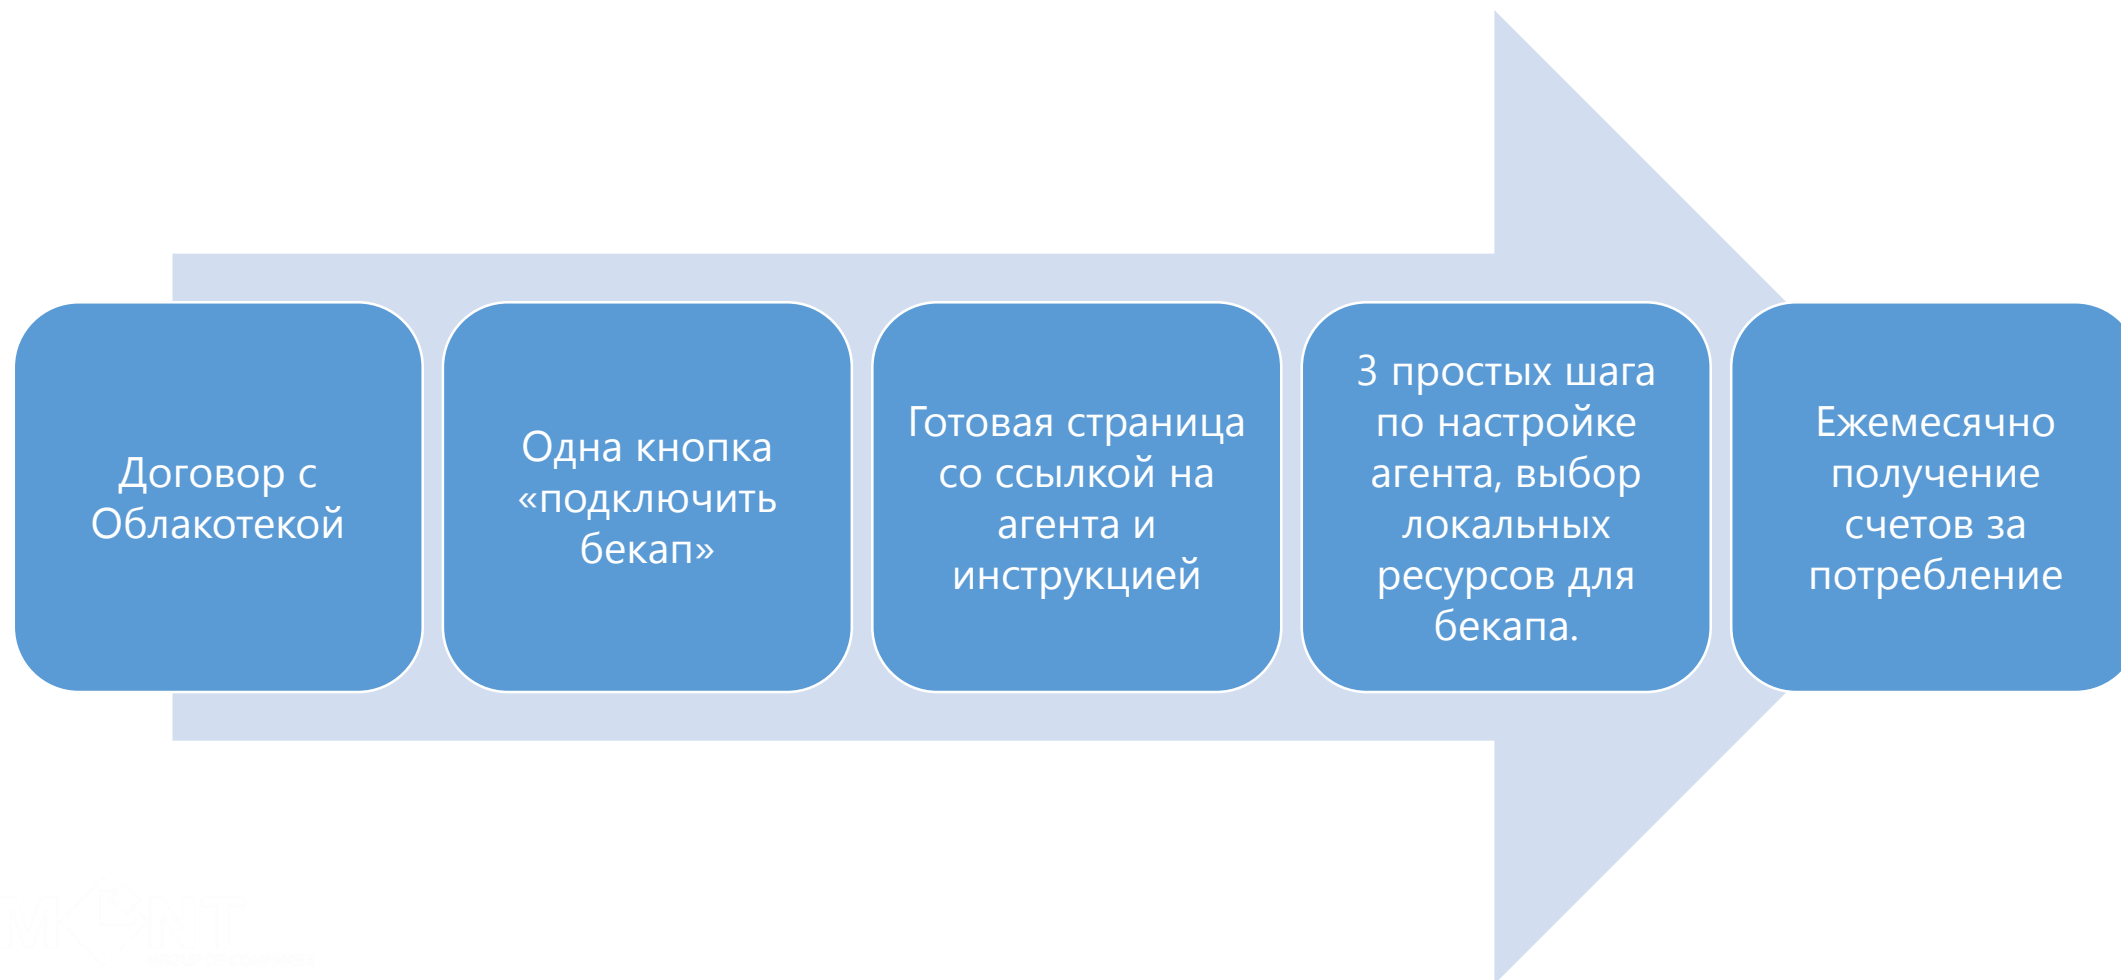 Договор с
Облакотекой
Одна кнопка
«подключить
бекап»
Готовая страница
со ссылкой на
агента и
инструкцией
3 простых шага
по настройке
агента, выбор
локальных
ресурсов для
бекапа.
Ежемесячно
получение
счетов за
потребление